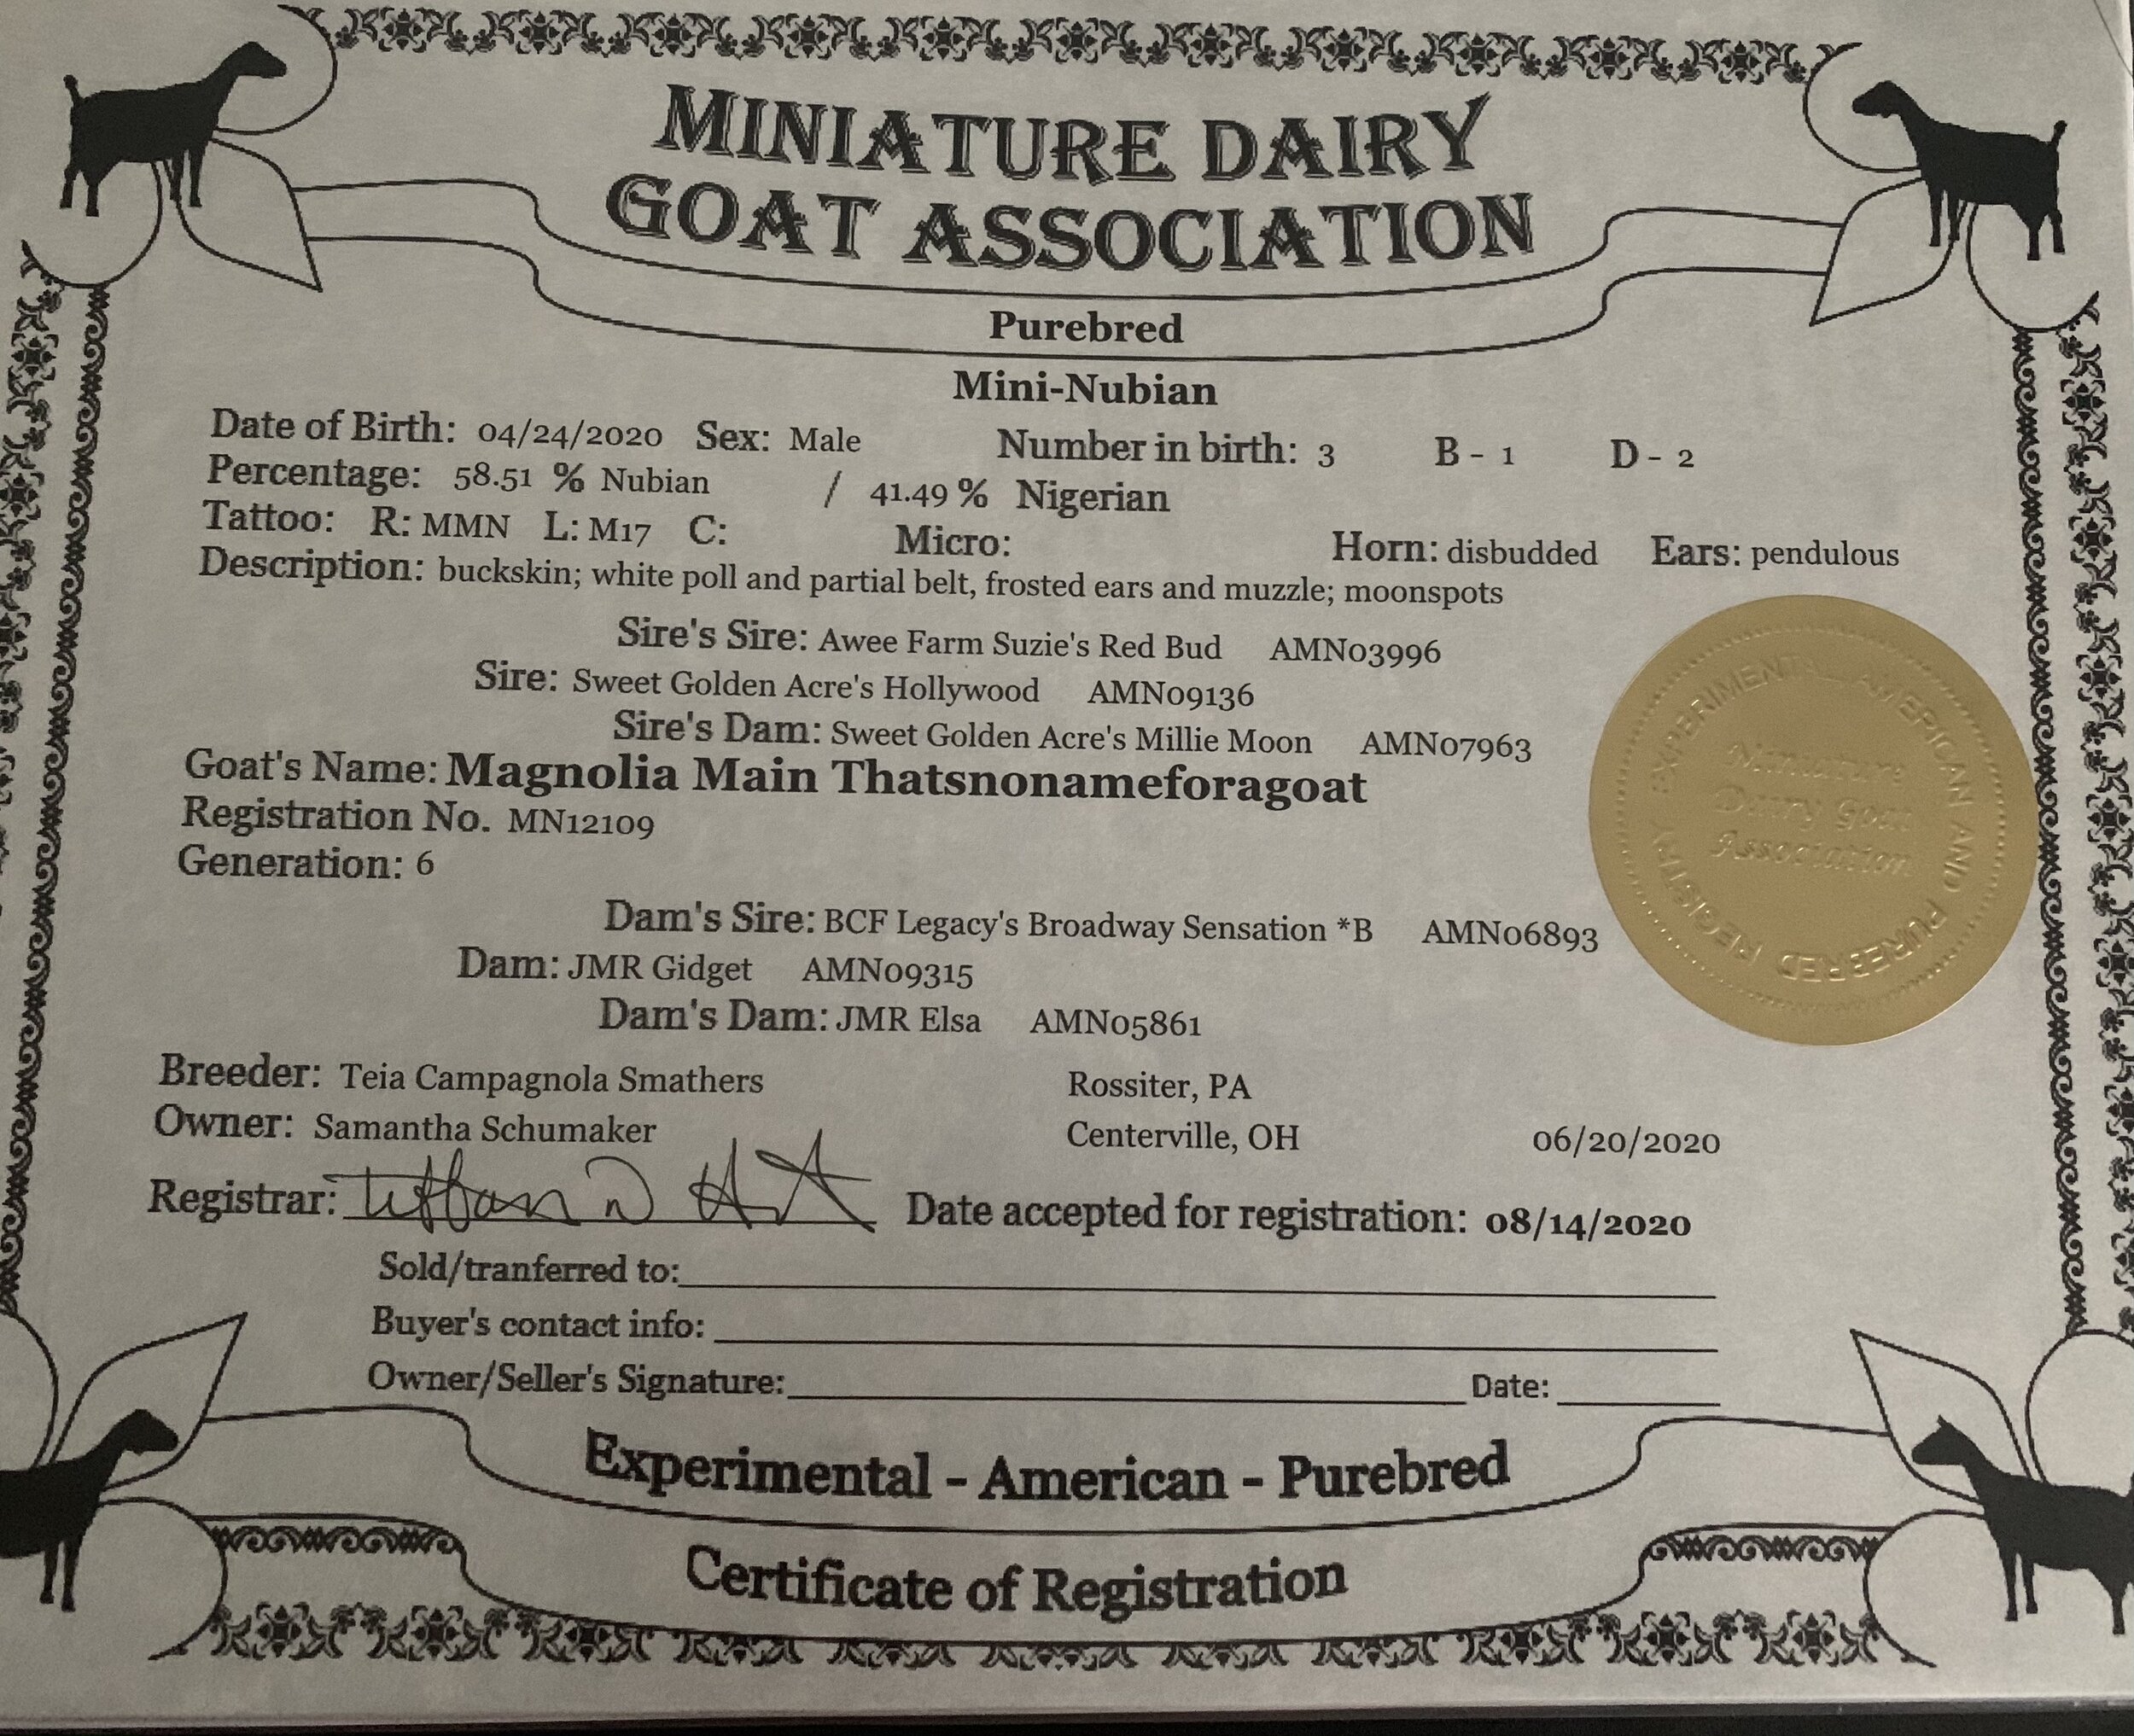 MINIATURE DAIRY
GOAT ASSOCIATION
Purebred
Mini-Nubian
Date of Birth: 04/24/2020 Sex: Male Number in birth: 3 B - 1 D - 2
Percentage: 58.51 % Nubian / 41.49 % Nigerian
Tattoo: R: MMN L: M17 C: Micro: Horn: disbudded Ears: pendulous
Description: buckskin; white poll and partial belt, frosted ears and muzzle; moonspots
Sire's Sire: Awee Farm Suzie's Red Bud AMN03996
Sire: Sweet Golden Acre's Hollywood AMN09136
Sire's Dam: Sweet Golden Acre's Millie Moon AMN07963
Goat's Name: Magnolia Main Thatsnonameforagoat
Registration No. MN12109
Generation: 6
EXPERIMENTAL AMERICAN AND PUREBRED REGISTRY
Miniature
Dairy Goat
Association
Dam's Sire: BCF Legacy's Broadway Sensation *B AMN06893
Dam: JMR Gidget AMN09315
Dam's Dam: JMR Elsa AMN05861
Breeder: Teia Campagnola Smathers Rossiter, PA
Owner: Samantha Schumaker Centerville, OH 06/20/2020
Registrar: Date accepted for registration: 08/14/2020
Sold/tranferred to:
Buyer's contact info:
Owner/Seller's Signature: Date:
Experimental - American - Purebred
Certificate of Registration